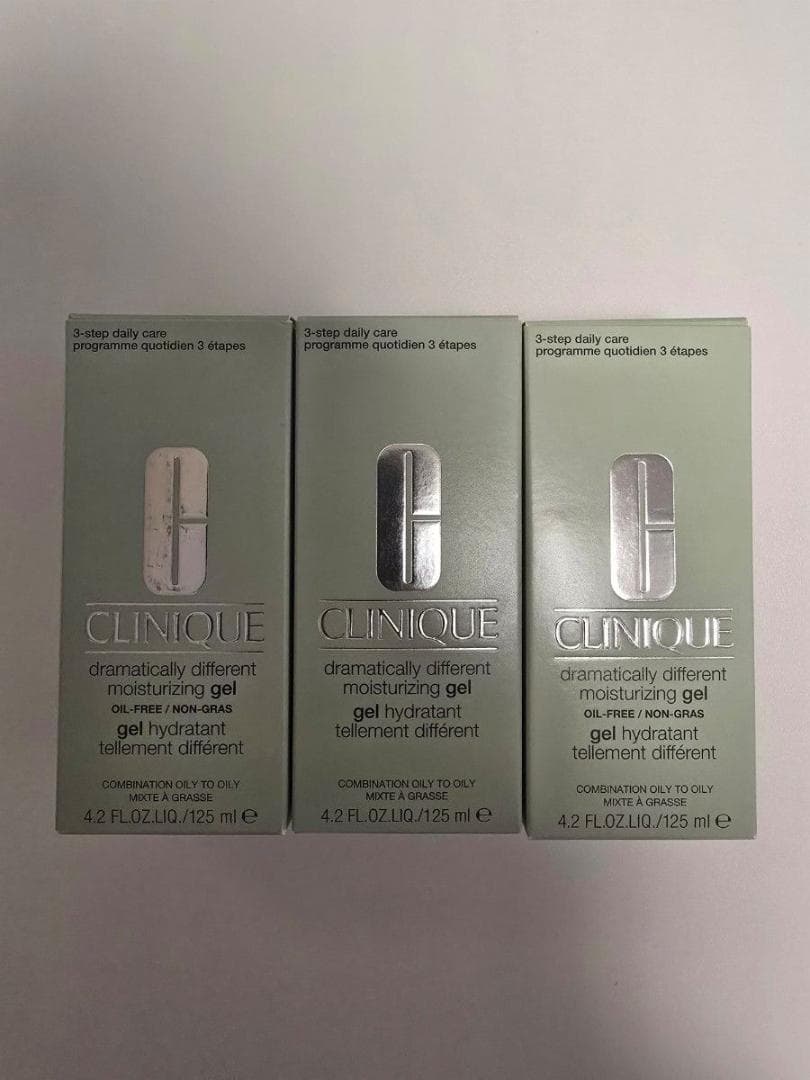 3-step daily care
programme quotidien 3 étapes
CLINIQUE
dramatically different
moisturizing gel
OIL-FREE / NON-GRAS
gel hydratant
tellement différent
COMBINATION OILY TO OILY
MIXTE À GRASSE
4.2 FL.OZ.LIQ./125 ml e
3-step daily care
programme quotidien 3 étapes
CLINIQUE
dramatically different
moisturizing gel
gel hydratant
tellement différent
COMBINATION OILY TO OILY
MIXTE À GRASSE
4.2 FL.OZ.LIQ./125 ml e
3-step daily care
programme quotidien 3 étapes
CLINIQUE
dramatically different
moisturizing gel
OIL-FREE / NON-GRAS
gel hydratant
tellement différent
COMBINATION OILY TO OILY
MIXTE À GRASSE
4.2 FL.OZ.LIQ./125 ml e